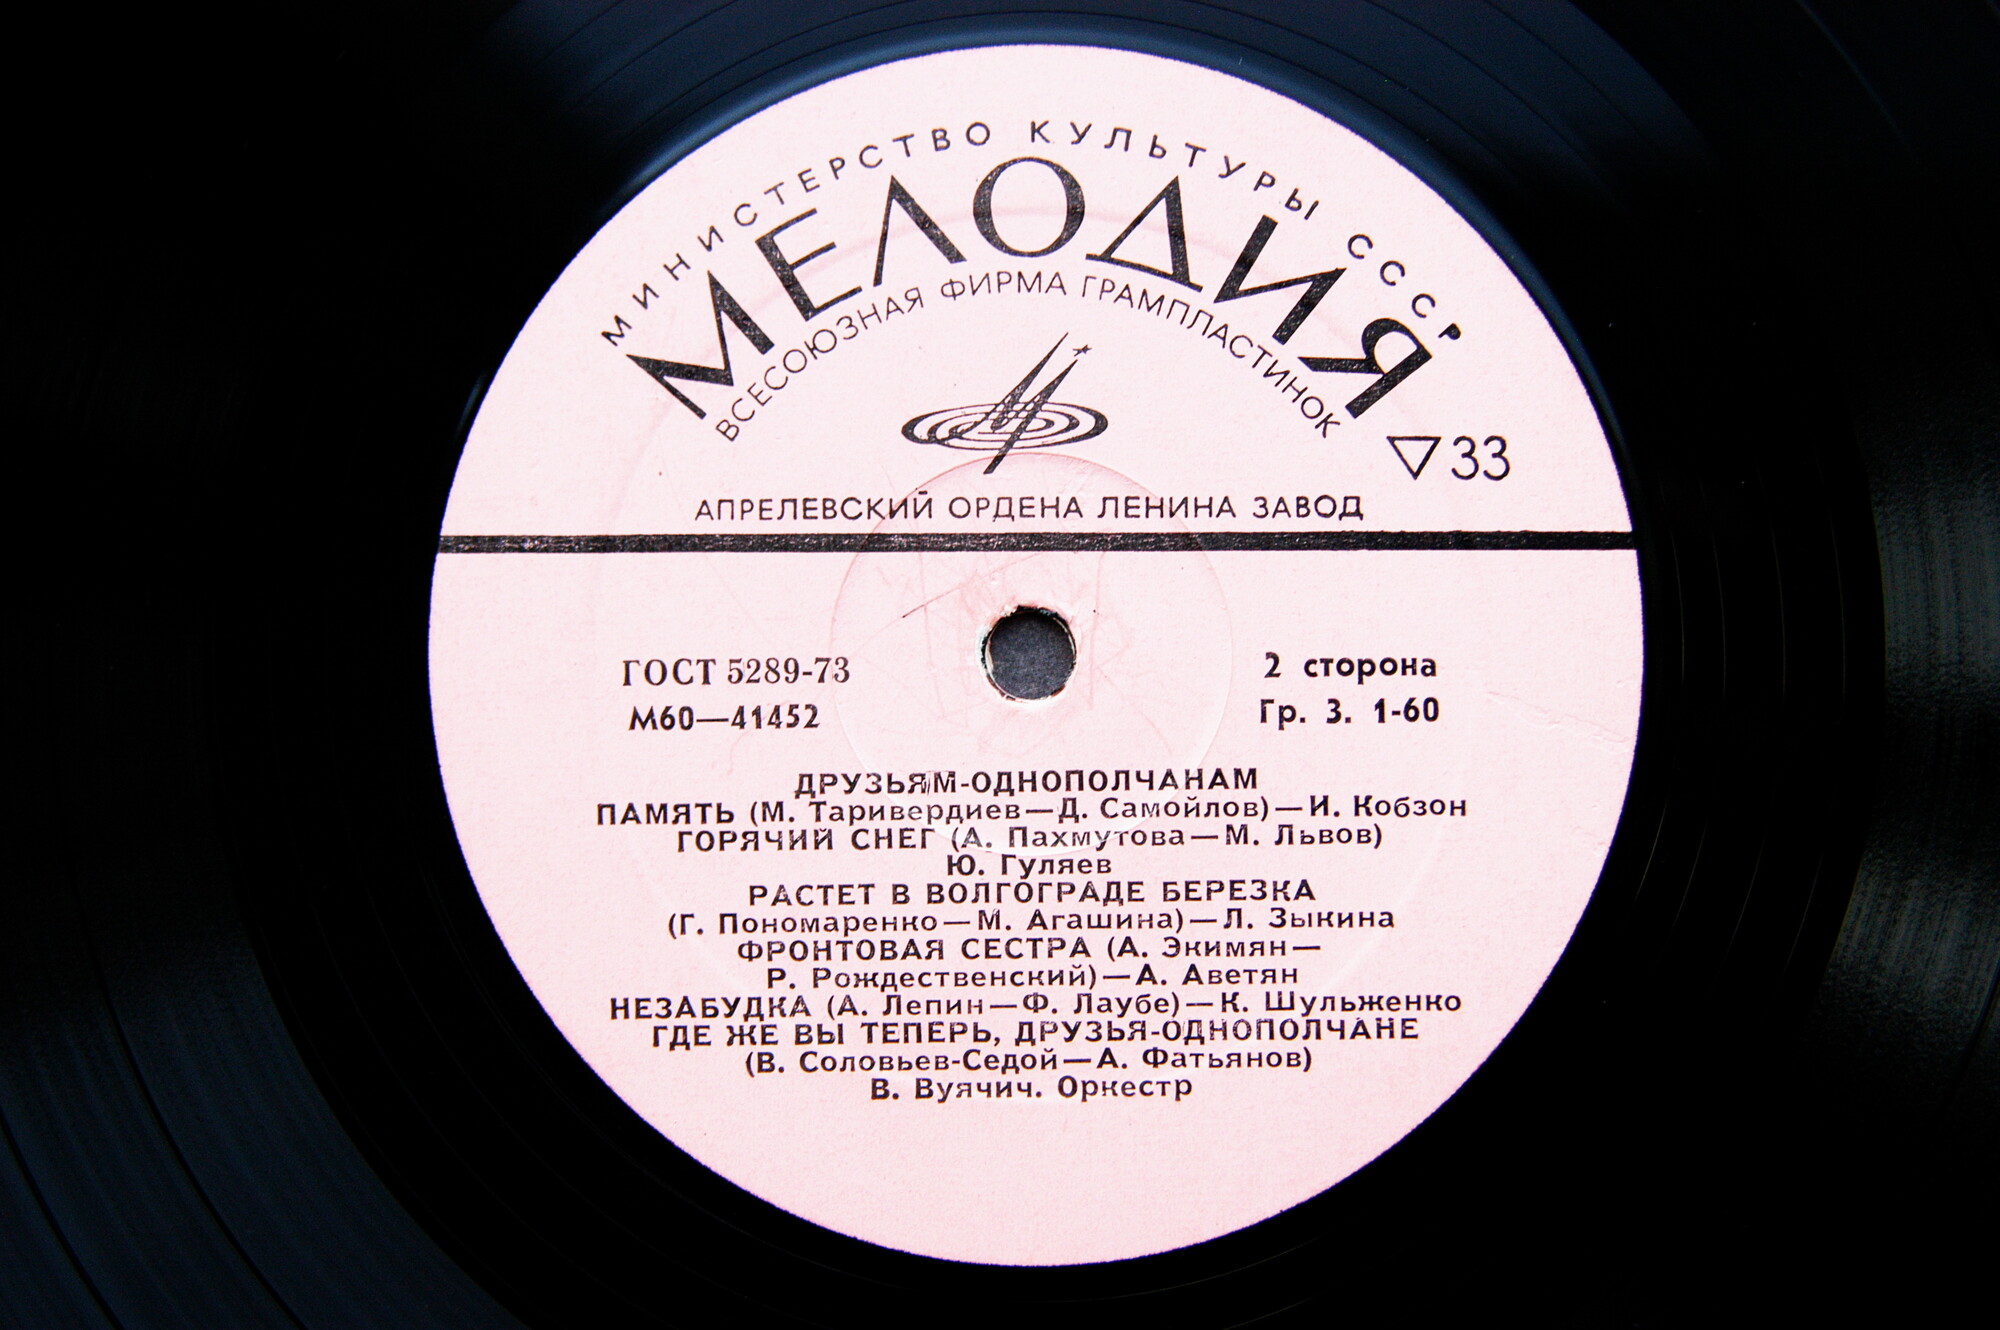 МИНИСТЕРСТВО КУЛЬТУРЫ СССР
МЕЛОДИЯ
ВСЕСОЮЗНАЯ ФИРМА ГРАМПЛАСТИНОК
▽33
АПРЕЛЕВСКИЙ ОРДЕНА ЛЕНИНА ЗАВОД
ГОСТ 5289-73
М60—41452
2 сторона
Гр. 3. 1-60
ДРУЗЬЯМ-ОДНОПОЛЧАНАМ
ПАМЯТЬ (М. Таривердиев—Д. Самойлов)—И. Кобзон
ГОРЯЧИЙ СНЕГ (А. Пахмутова—М. Львов)
Ю. Гуляев
РАСТЕТ В ВОЛГОГРАДЕ БЕРЕЗКА
(Г. Пономаренко—М. Агашина)—Л. Зыкина
ФРОНТОВАЯ СЕСТРА (А. Экимян—
Р. Рождественский)—А. Аветян
НЕЗАБУДКА (А. Лепин—Ф. Лаубе)—К. Шульженко
ГДЕ ЖЕ ВЫ ТЕПЕРЬ, ДРУЗЬЯ-ОДНОПОЛЧАНЕ
(В. Соловьев-Седой—А. Фатьянов)
В. Вуячич. Оркестр